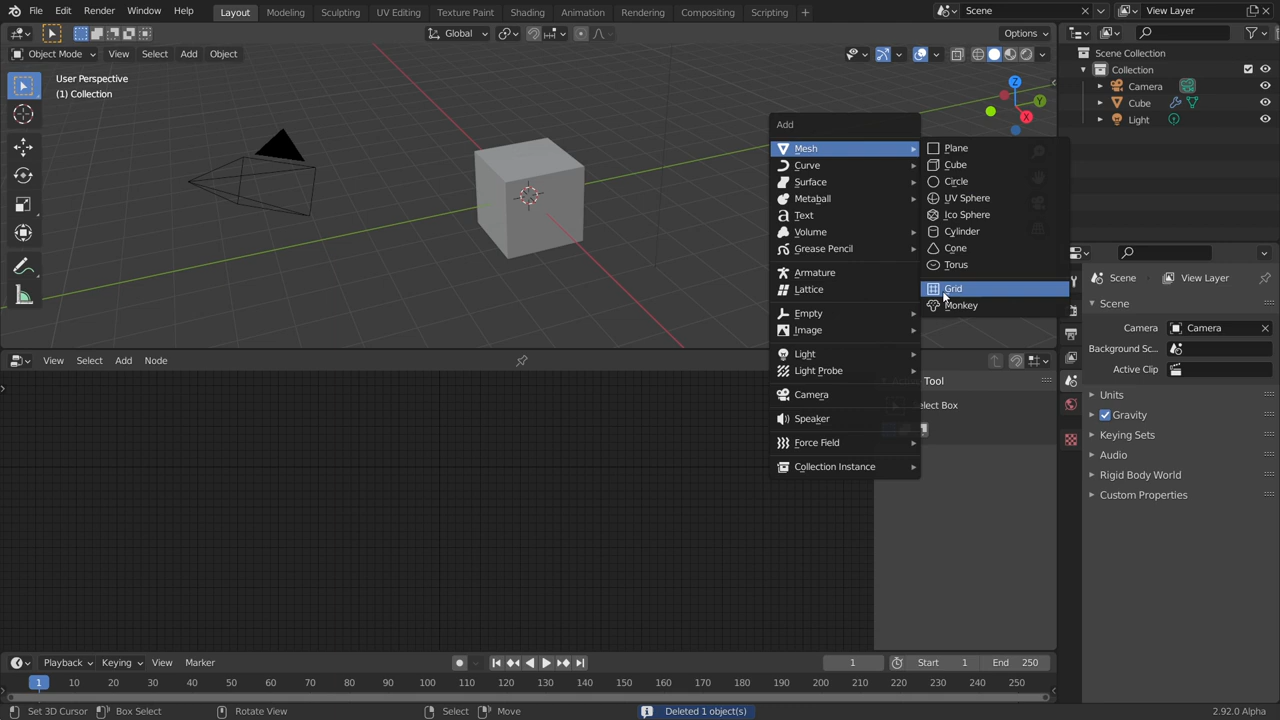 File Edit Render Window Help Layout Modeling Sculpting UV Editing Texture Paint Shading Animation Rendering Compositing Scripting + Scene View Layer
Global Options
Object Mode View Select Add Object
User Perspective
(1) Collection
Z
Y
X
Scene Collection
Collection
Camera
Cube
Light
Add
Mesh
Curve
Surface
Metaball
Text
Volume
Grease Pencil
Armature
Lattice
Empty
Image
Light
Light Probe
Camera
Speaker
Force Field
Collection Instance
Plane
Cube
Circle
UV Sphere
Ico Sphere
Cylinder
Cone
Torus
Grid
Monkey
Scene View Layer
Scene
Camera Camera
Background Sc...
Active Clip
Units
Gravity
Keying Sets
Audio
Rigid Body World
Custom Properties
View Select Add Node
Tool
elect Box
Playback Keying View Marker 1 Start 1 End 250
1 10 20 30 40 50 60 70 80 90 100 110 120 130 140 150 160 170 180 190 200 210 220 230 240 250
Set 3D Cursor Box Select Rotate View Select Move Deleted 1 object(s) 2.92.0 Alpha